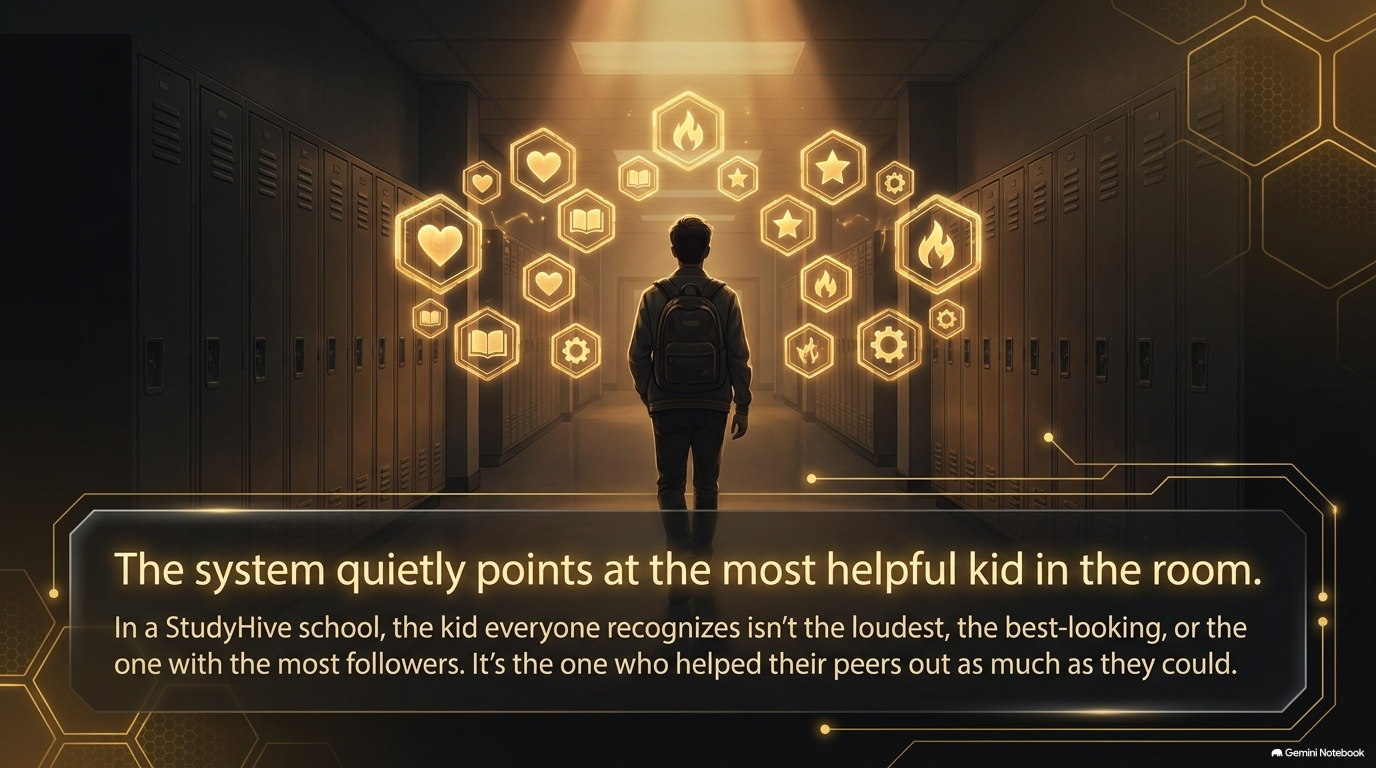 The system quietly points at the most helpful kid in the room.
In a StudyHive school, the kid everyone recognizes isn’t the loudest, the best-looking, or the
one with the most followers. It’s the one who helped their peers out as much as they could.
Gemini Notebook